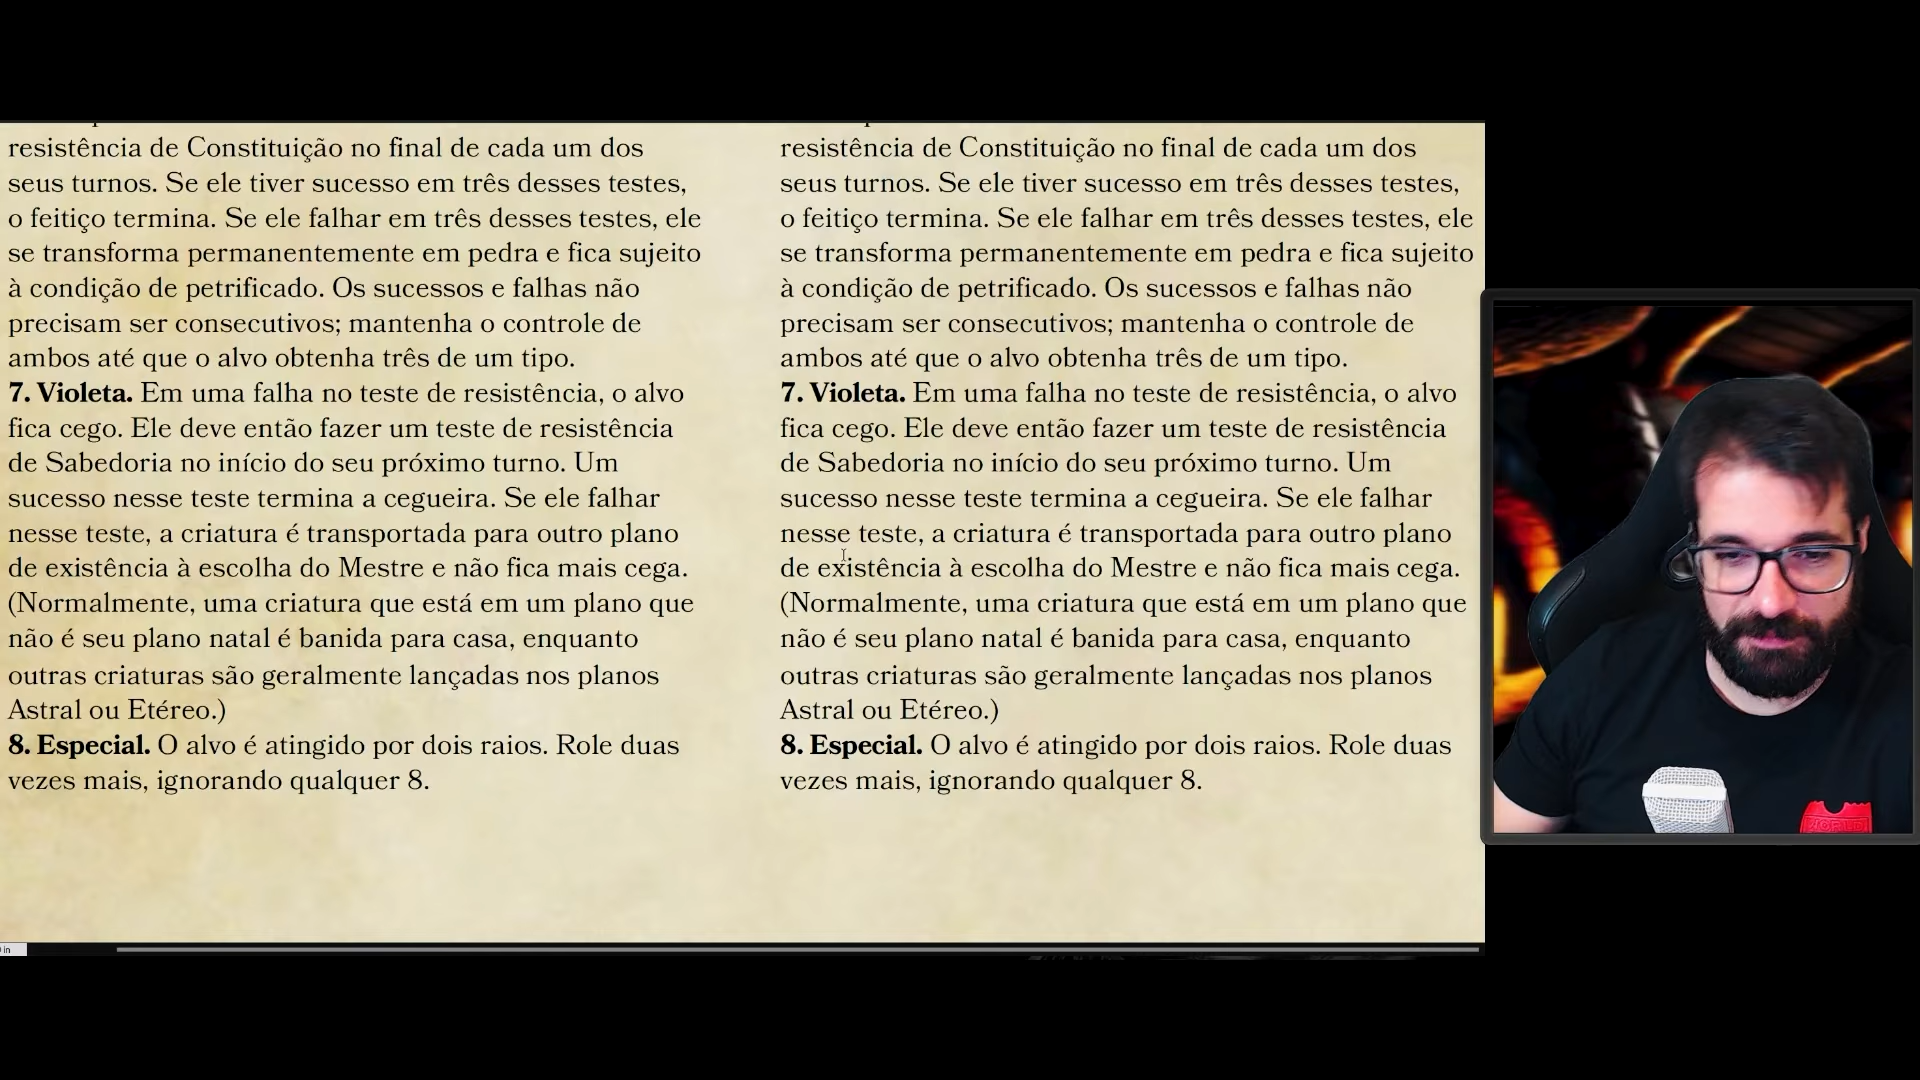 resistência de Constituição no final de cada um dos
seus turnos. Se ele tiver sucesso em três desses testes,
o feitiço termina. Se ele falhar em três desses testes, ele
se transforma permanentemente em pedra e fica sujeito
à condição de petrificado. Os sucessos e falhas não
precisam ser consecutivos; mantenha o controle de
ambos até que o alvo obtenha três de um tipo.
7. Violeta. Em uma falha no teste de resistência, o alvo
fica cego. Ele deve então fazer um teste de resistência
de Sabedoria no início do seu próximo turno. Um
sucesso nesse teste termina a cegueira. Se ele falhar
nesse teste, a criatura é transportada para outro plano
de existência à escolha do Mestre e não fica mais cega.
(Normalmente, uma criatura que está em um plano que
não é seu plano natal é banida para casa, enquanto
outras criaturas são geralmente lançadas nos planos
Astral ou Etéreo.)
8. Especial. O alvo é atingido por dois raios. Role duas
vezes mais, ignorando qualquer 8.
resistência de Constituição no final de cada um dos
seus turnos. Se ele tiver sucesso em três desses testes,
o feitiço termina. Se ele falhar em três desses testes, ele
se transforma permanentemente em pedra e fica sujeito
à condição de petrificado. Os sucessos e falhas não
precisam ser consecutivos; mantenha o controle de
ambos até que o alvo obtenha três de um tipo.
7. Violeta. Em uma falha no teste de resistência, o alvo
fica cego. Ele deve então fazer um teste de resistência
de Sabedoria no início do seu próximo turno. Um
sucesso nesse teste termina a cegueira. Se ele falhar
nesse teste, a criatura é transportada para outro plano
de existência à escolha do Mestre e não fica mais cega.
(Normalmente, uma criatura que está em um plano que
não é seu plano natal é banida para casa, enquanto
outras criaturas são geralmente lançadas nos planos
Astral ou Etéreo.)
8. Especial. O alvo é atingido por dois raios. Role duas
vezes mais, ignorando qualquer 8.
in
WORLD